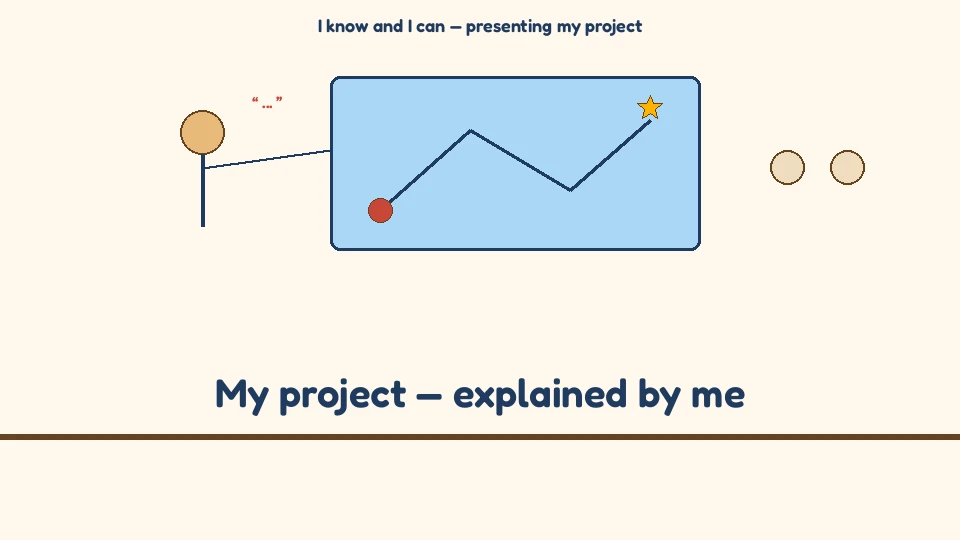 I know and I can — presenting my project
“ ... ”
My project — explained by me